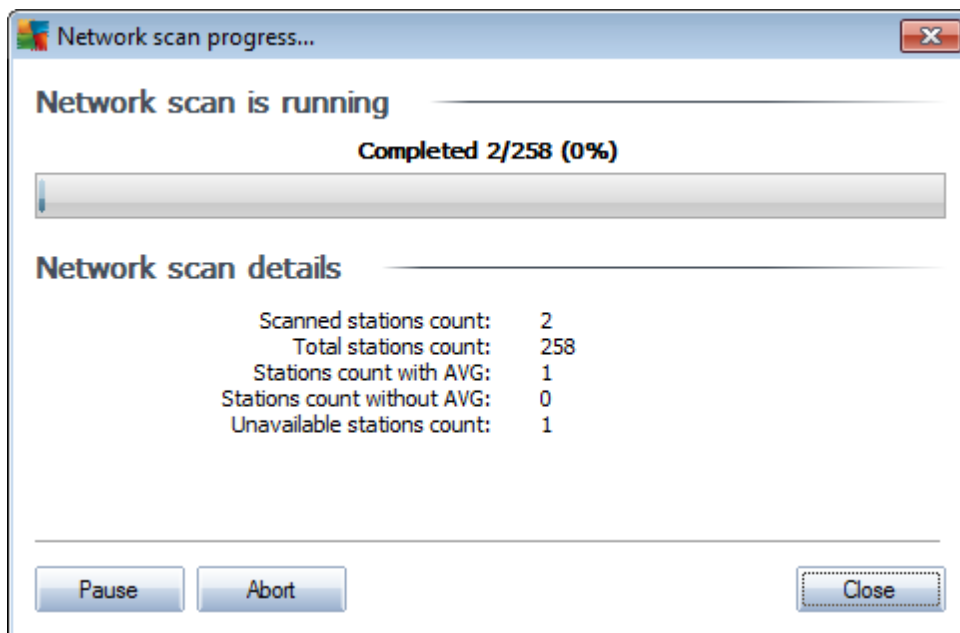 Network scan progress...
Network scan is running
Completed 2/258 (0%)
Network scan details
Scanned stations count: 2
Total stations count: 258
Stations count with AVG: 1
Stations count without AVG: 0
Unavailable stations count: 1
Pause Abort Close